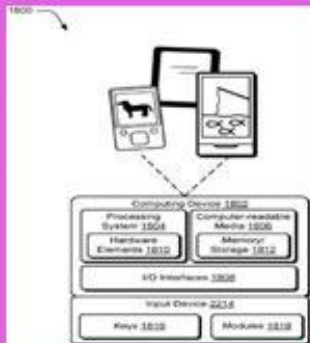 1800
Computing Device 1802
Processing
System 1804
Hardware
Elements 1810
Computer-readable
Media 1806
Memory/
Storage 1812
I/O Interfaces 1808
Input Device 2214
Keys 1816
Modules 1818